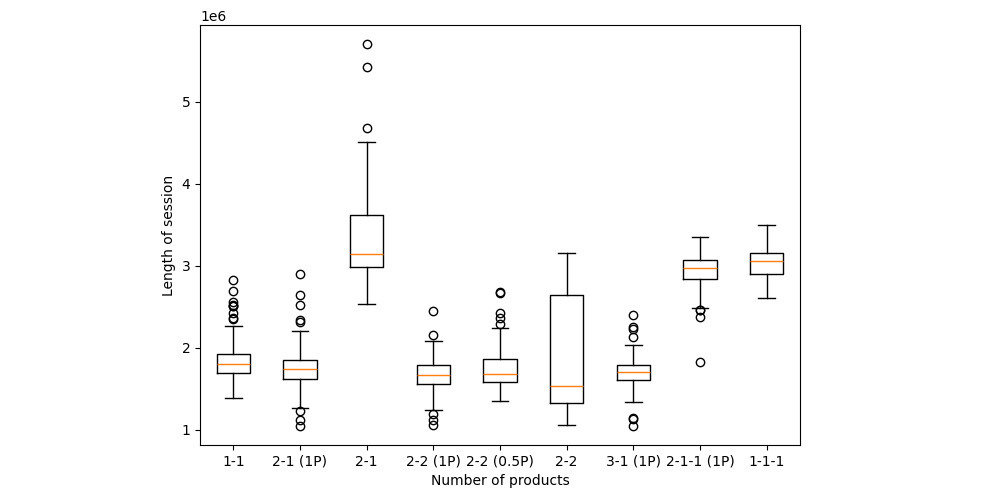 1e6
5
4
3
2
1
Length of session
1-1 2-1 (1P) 2-1 2-2 (1P) 2-2 (0.5P) 2-2 3-1 (1P) 2-1-1 (1P) 1-1-1
Number of products